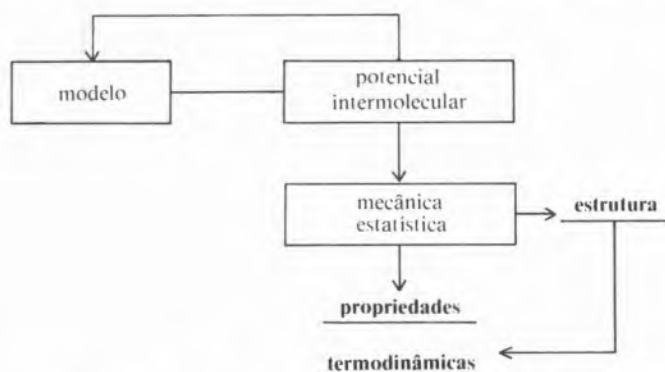 modelo
potencial
intermolecular
mecânica
estatística
estrutura
propriedades
termodinâmicas